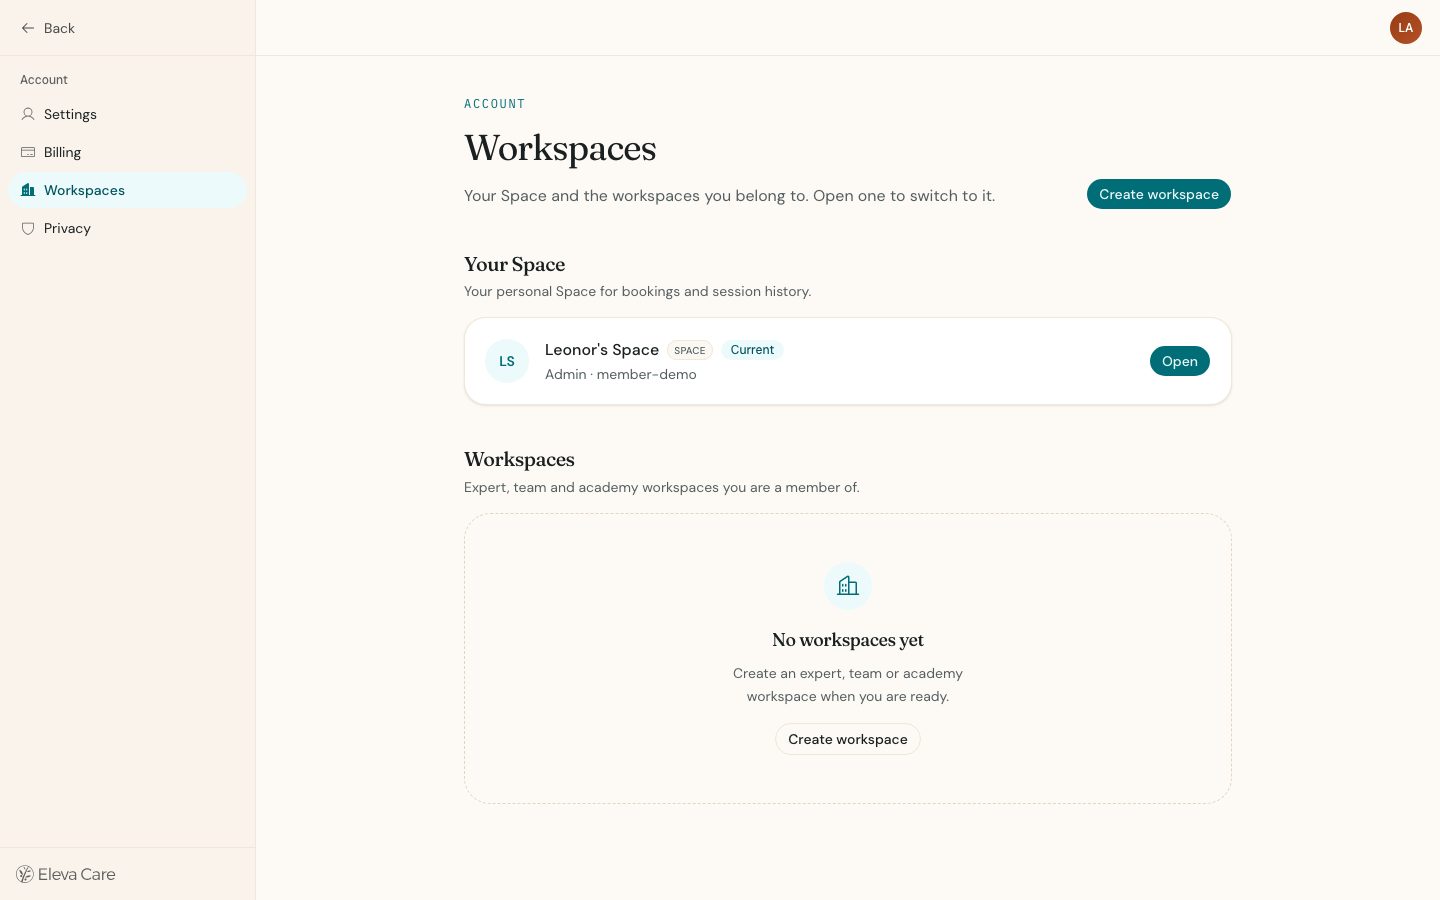 Back
LA
Account
Settings
Billing
Workspaces
Privacy
ACCOUNT
Workspaces
Your Space and the workspaces you belong to. Open one to switch to it.
Create workspace
Your Space
Your personal Space for bookings and session history.
LS
Leonor's Space SPACE Current
Admin · member-demo
Open
Workspaces
Expert, team and academy workspaces you are a member of.
No workspaces yet
Create an expert, team or academy
workspace when you are ready.
Create workspace
Eleva Care